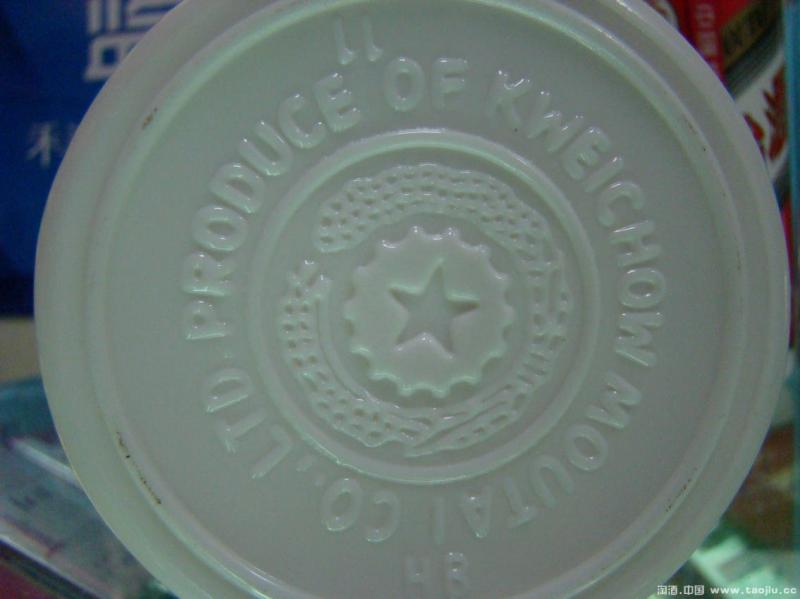 11
PRODUCE OF KWEICHOW MOUTAI CO., LTD
HB
淘酒.中国 www.taojiu.cc